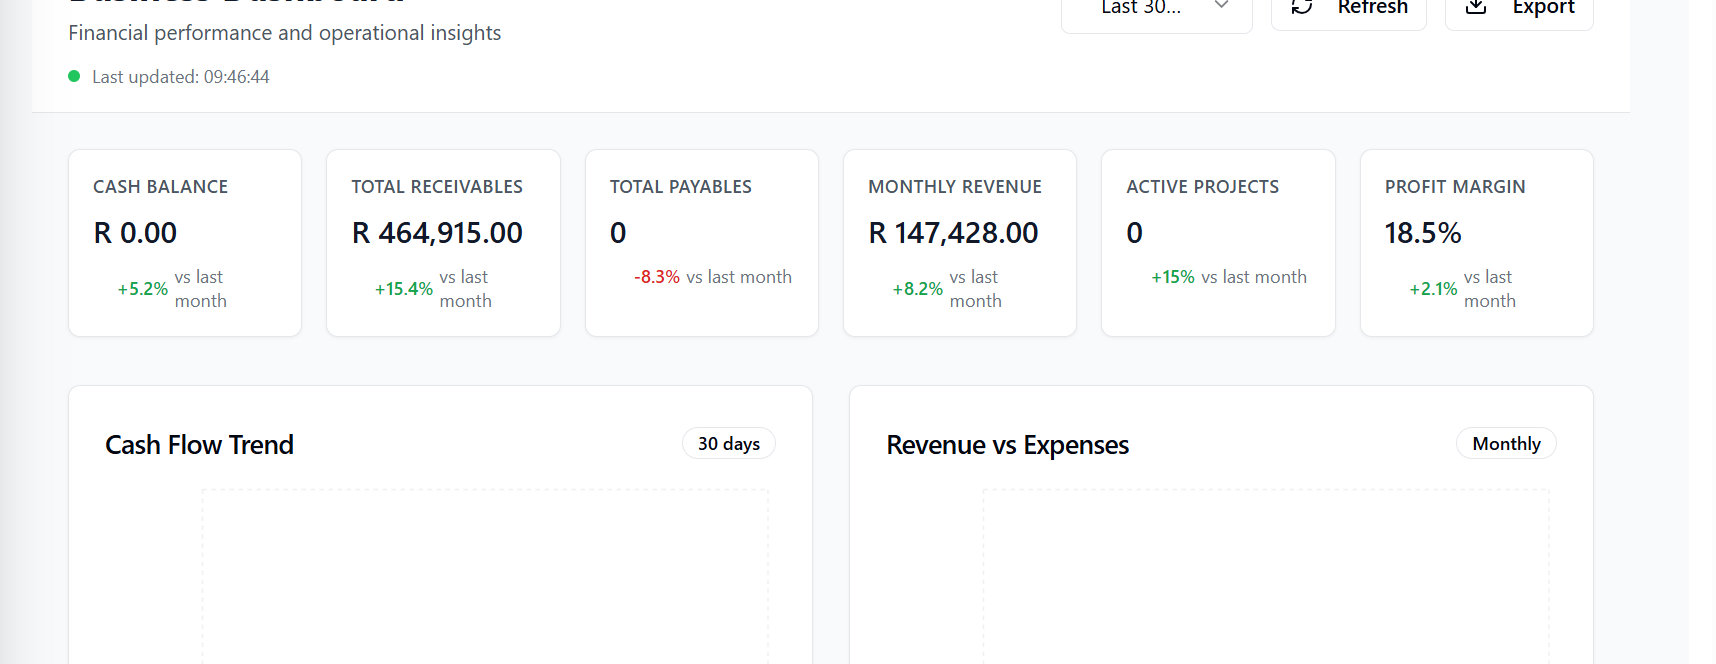 Last 30...
Refresh
Export
Financial performance and operational insights
Last updated: 09:46:44
CASH BALANCE
R 0.00
+5.2% vs last
month
TOTAL RECEIVABLES
R 464,915.00
+15.4% vs last
month
TOTAL PAYABLES
0
-8.3% vs last month
MONTHLY REVENUE
R 147,428.00
+8.2% vs last
month
ACTIVE PROJECTS
0
+15% vs last month
PROFIT MARGIN
18.5%
+2.1% vs last
month
Cash Flow Trend
30 days
Revenue vs Expenses
Monthly